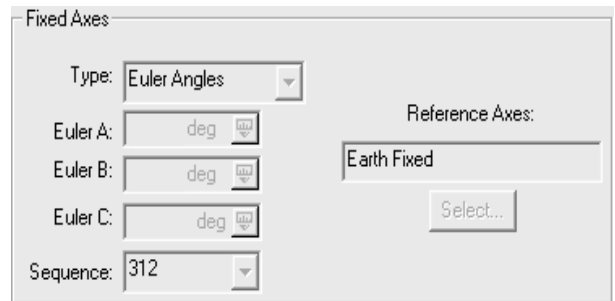 Fixed Axes
Type: Euler Angles
Euler A: deg
Euler B: deg
Euler C: deg
Sequence: 312
Reference Axes:
Earth Fixed
Select...